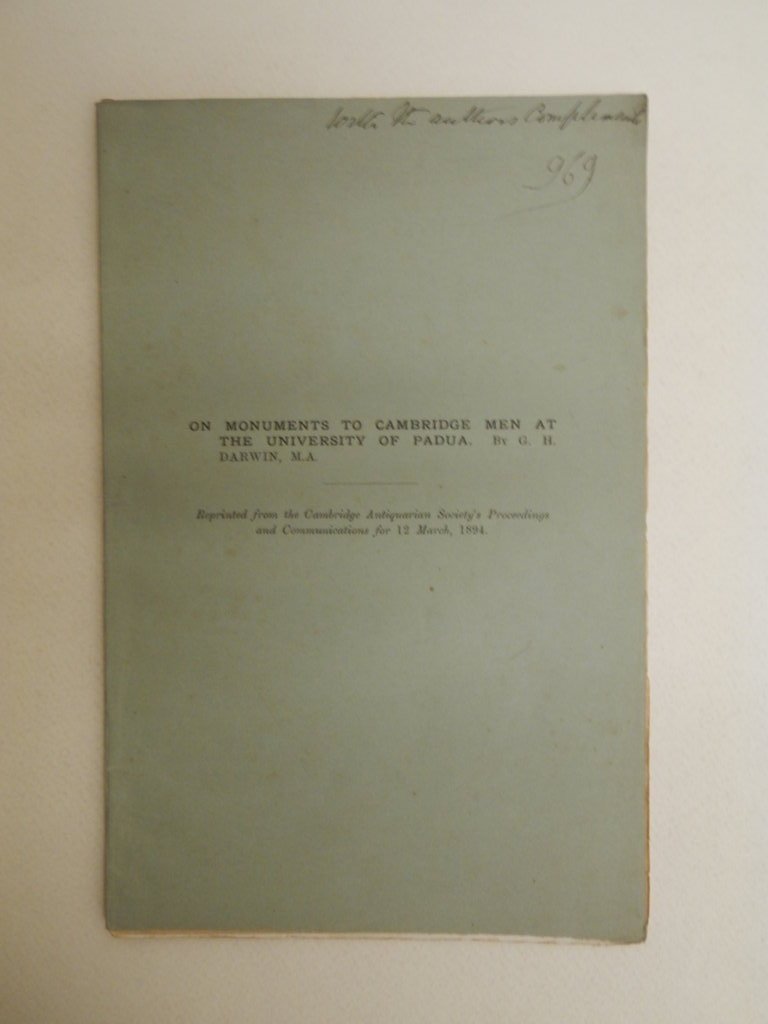 With the authors Compliments
969
ON MONUMENTS TO CAMBRIDGE MEN AT
THE UNIVERSITY OF PADUA. By G. H.
DARWIN, M.A.
Reprinted from the Cambridge Antiquarian Society's Proceedings
and Communications for 12 March, 1894.